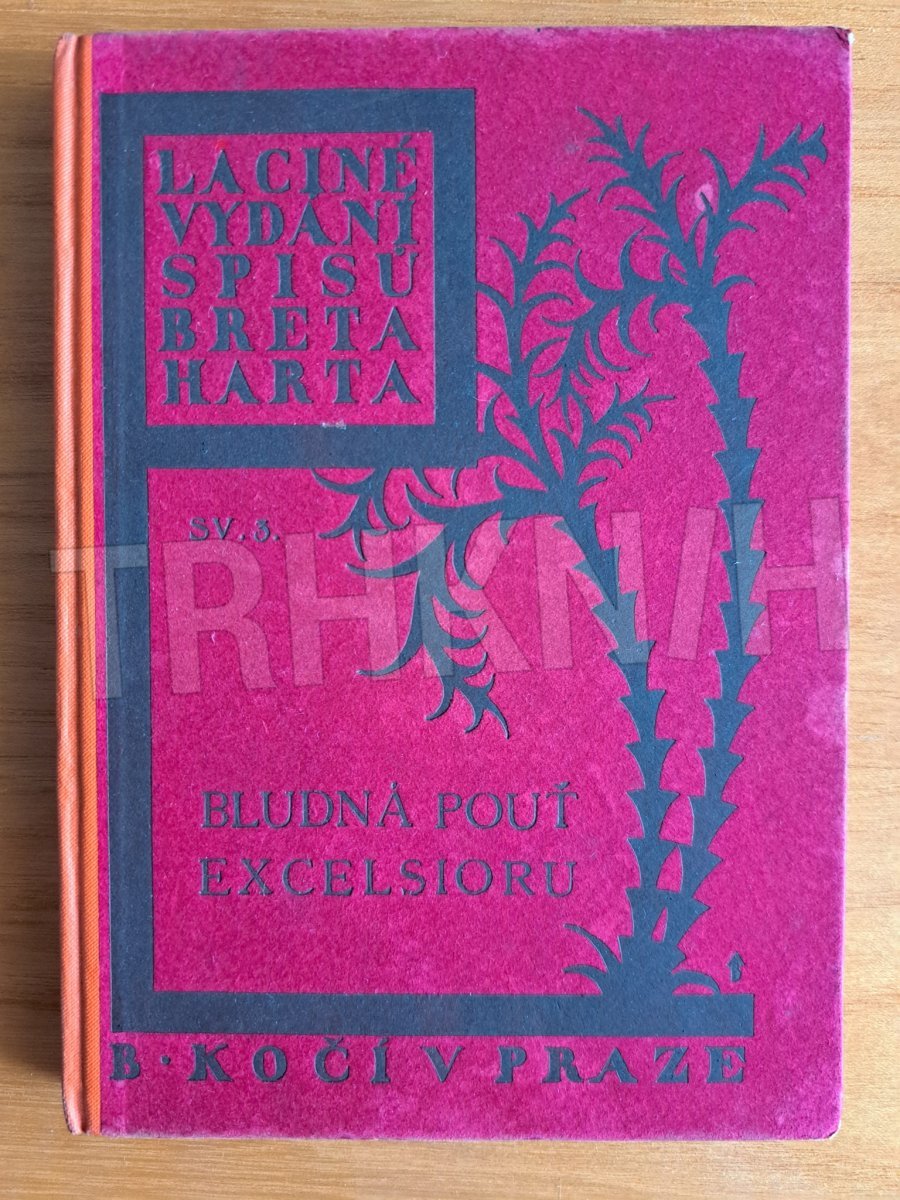 LACINÉ
VYDÁNÍ
SPISŮ
BRETA
HARTA
SV. 3.
TRHKNIH
BLUDNÁ POUŤ
EXCELSIORU
B · KOČÍ V PRAZE